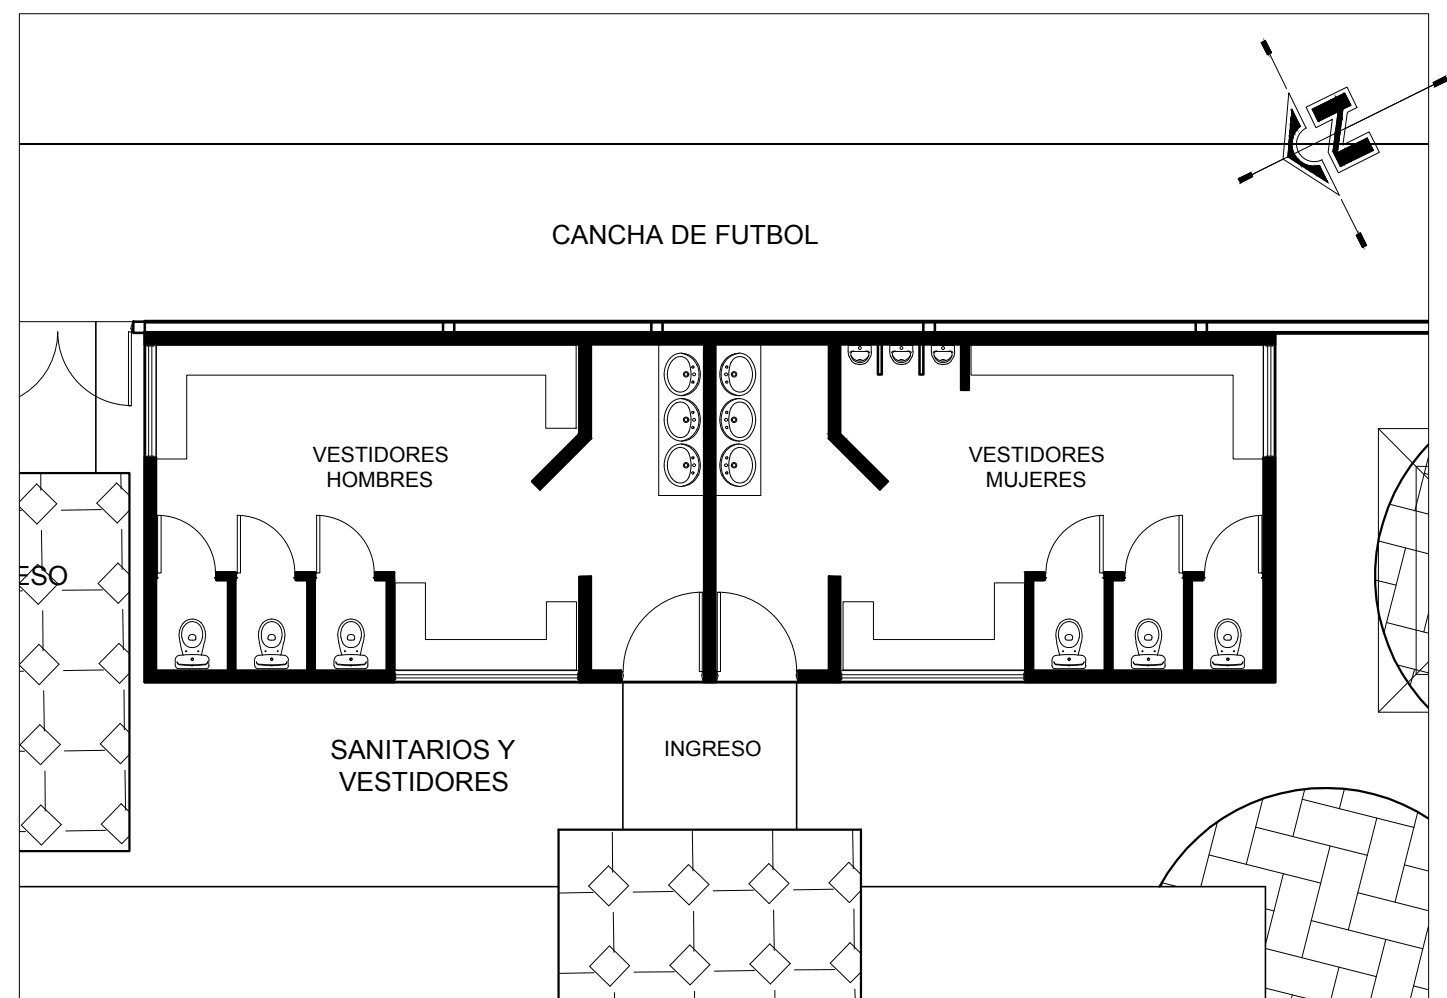 N
CANCHA DE FUTBOL
VESTIDORES
HOMBRES
VESTIDORES
MUJERES
ESO
SANITARIOS Y
VESTIDORES
INGRESO